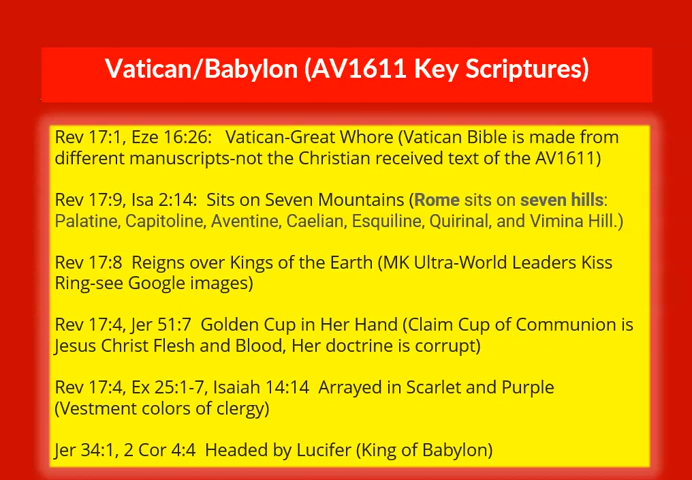 Vatican/Babylon (AV1611 Key Scriptures)
Rev 17:1, Eze 16:26:   Vatican-Great Whore (Vatican Bible is made from
different manuscripts-not the Christian received text of the AV1611)
Rev 17:9, Isa 2:14:  Sits on Seven Mountains (Rome sits on seven hills:
Palatine, Capitoline, Aventine, Caelian, Esquiline, Quirinal, and Vimina Hill.)
Rev 17:8  Reigns over Kings of the Earth (MK Ultra-World Leaders Kiss
Ring-see Google images)
Rev 17:4, Jer 51:7  Golden Cup in Her Hand (Claim Cup of Communion is
Jesus Christ Flesh and Blood, Her doctrine is corrupt)
Rev 17:4, Ex 25:1-7, Isaiah 14:14  Arrayed in Scarlet and Purple
(Vestment colors of clergy)
Jer 34:1, 2 Cor 4:4  Headed by Lucifer (King of Babylon)